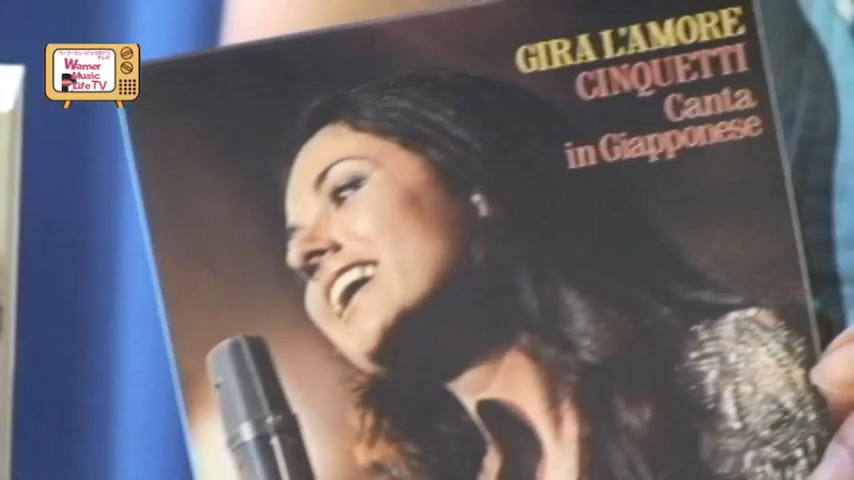 Warner
Music
Life TV
GIRA L'AMORE
CINQUETTI
Canta
in Giapponese